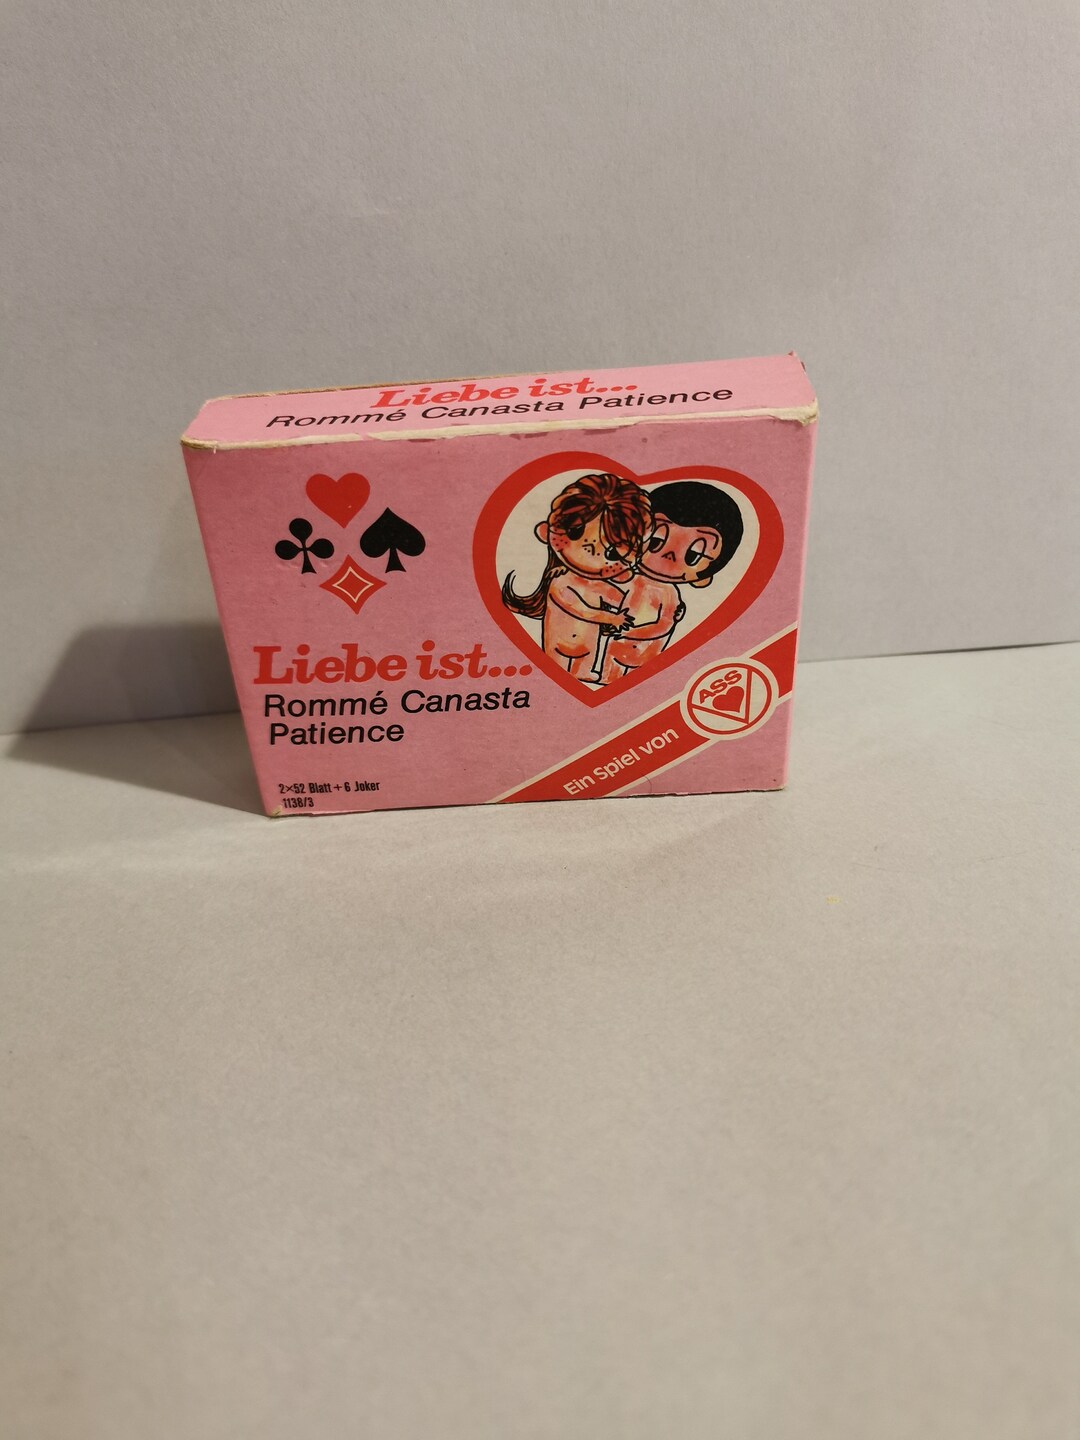 Liebe ist...
Rommé Canasta Patience
Liebe ist...
Rommé Canasta
Patience
2×52 Blatt + 6 Joker
1136/3
Ein Spiel von
ASS